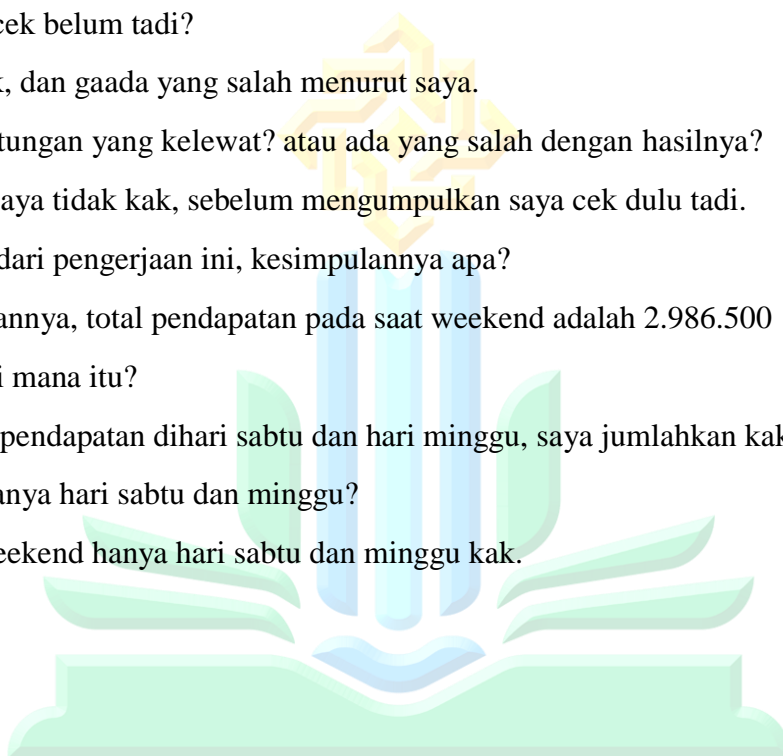 cek belum tadi?
, dan gaada yang salah menurut saya.
tungan yang kelewat? atau ada yang salah dengan hasilnya?
aya tidak kak, sebelum mengumpulkan saya cek dulu tadi.
dari pengerjaan ini, kesimpulannya apa?
annya, total pendapatan pada saat weekend adalah 2.986.500
i mana itu?
pendapatan dihari sabtu dan hari minggu, saya jumlahkan kak
anya hari sabtu dan minggu?
eekend hanya hari sabtu dan minggu kak.